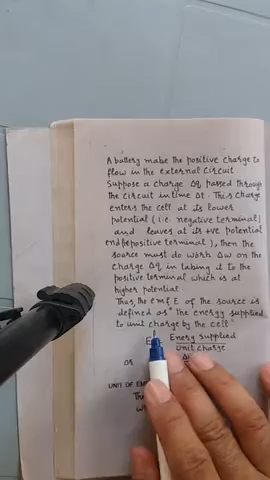 A battery make the positive charge to
flow in the external circuit
Suppose a charge Δq passed through
the circuit in time Δt. This charge
enters the cell at its lower
potential (i.e. negative terminal)
and leaves at its +ve potential
end (positive terminal), then the
source must do work Δw on the
charge Δq in taking it to the
positive terminal which is at
higher potential
Thus the emf E of the source is
defined as "The energy supplied
to unit charge by the cell"
E Energy supplied
Unit charge
OR
UNIT OF EM